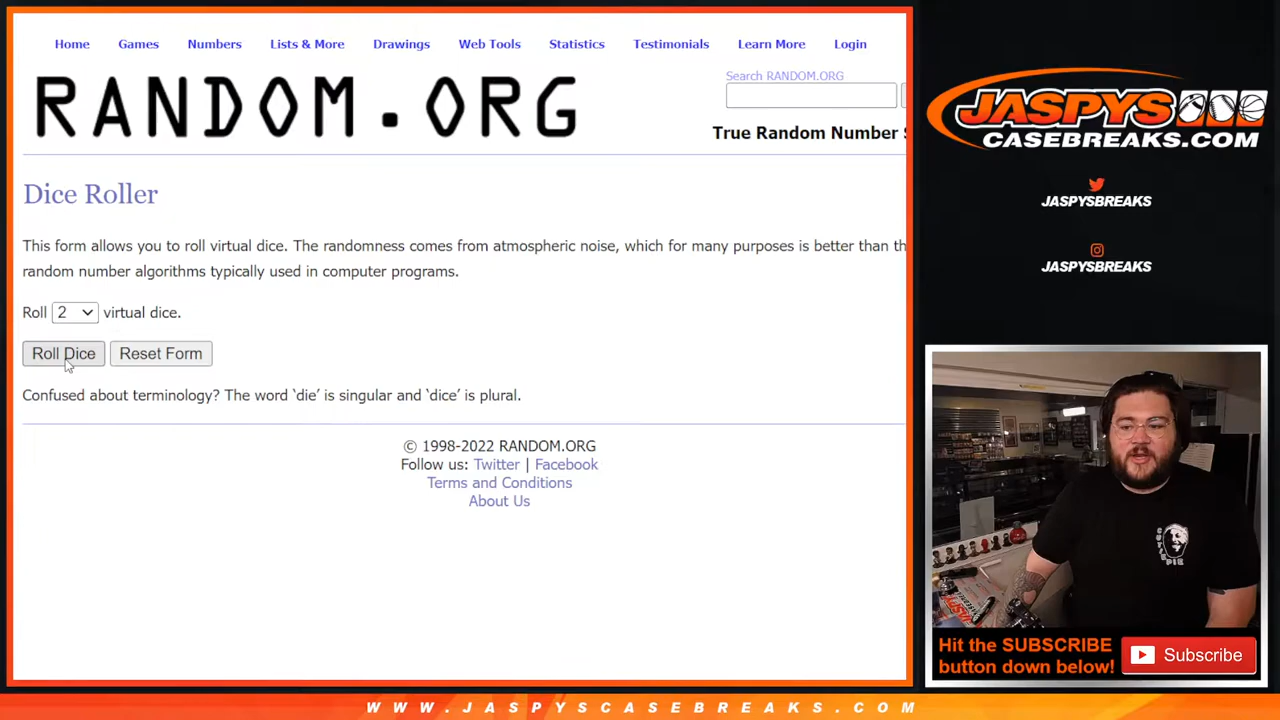 Home Games Numbers Lists & More Drawings Web Tools Statistics Testimonials Learn More Login
RANDOM.ORG
Search RANDOM.ORG
True Random Number S
Dice Roller
This form allows you to roll virtual dice. The randomness comes from atmospheric noise, which for many purposes is better than th
random number algorithms typically used in computer programs.
Roll 2 virtual dice.
Roll Dice Reset Form
Confused about terminology? The word ‘die’ is singular and ‘dice’ is plural.
© 1998-2022 RANDOM.ORG
Follow us: Twitter | Facebook
Terms and Conditions
About Us
JASPYS
CASEBREAKS.COM
JASPYSBREAKS
JASPYSBREAKS
CUTIE
PIE
JASPYS
Hit the SUBSCRIBE
button down below!
Subscribe
WWW.JASPYSCASEBREAKS.COM